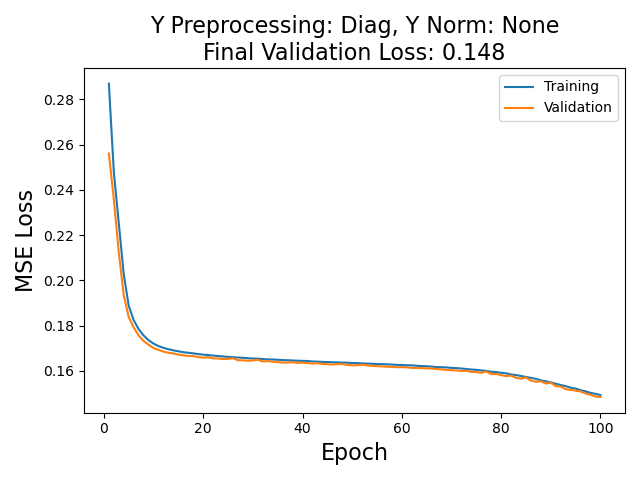 Y Preprocessing: Diag, Y Norm: None
Final Validation Loss: 0.148
Training
Validation
MSE Loss
0.28
0.26
0.24
0.22
0.20
0.18
0.16
0
20
40
60
80
100
Epoch